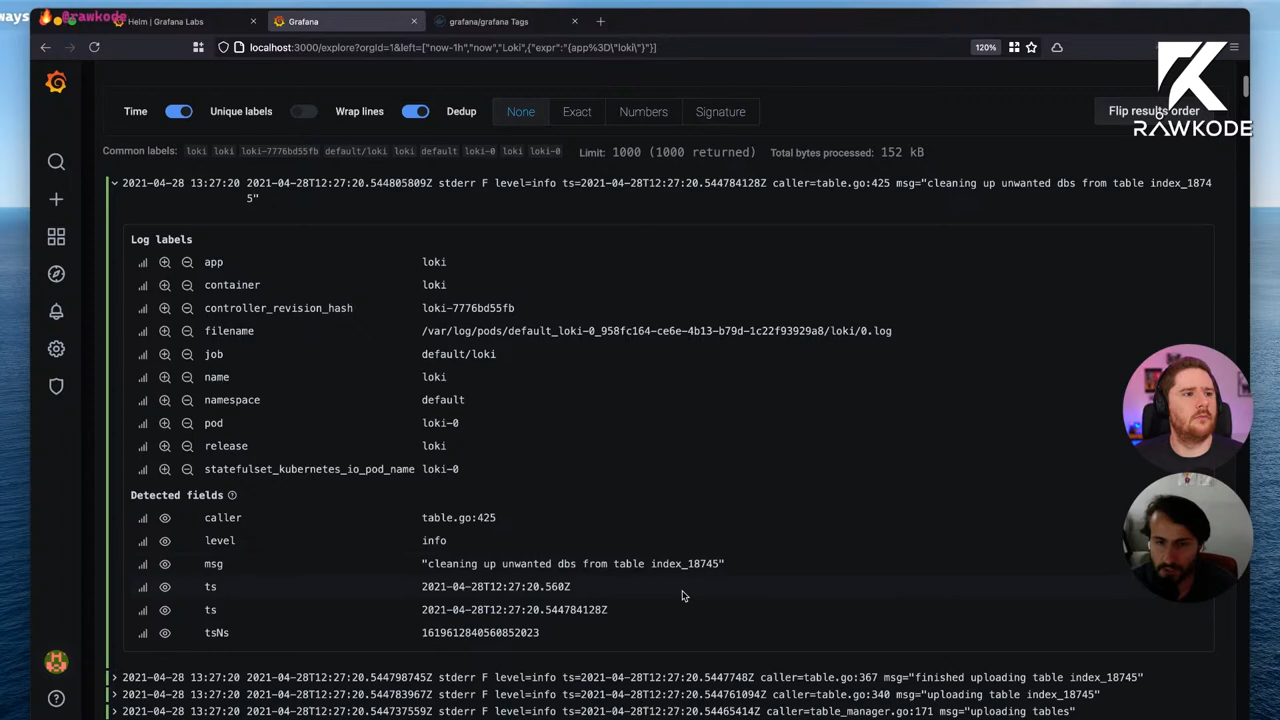 ways 🔥 @rawkode
Helm | Grafana Labs
Grafana
grafana/grafana Tags
localhost:3000/explore?orgId=1&left=["now-1h","now","Loki",{"expr":"{app%3D\"loki\"}"}]
120%
Time
Unique labels
Wrap lines
Dedup
None
Exact
Numbers
Signature
Flip results order
RAWKODE
Common labels: loki loki loki-7776bd55fb default/loki loki default loki-0 loki loki-0 Limit: 1000 (1000 returned) Total bytes processed: 152 kB
2021-04-28 13:27:20 2021-04-28T12:27:20.544805809Z stderr F level=info ts=2021-04-28T12:27:20.544784128Z caller=table.go:425 msg="cleaning up unwanted dbs from table index_1874
5"
Log labels
app loki
container loki
controller_revision_hash loki-7776bd55fb
filename /var/log/pods/default_loki-0_958fc164-ce6e-4b13-b79d-1c22f93929a8/loki/0.log
job default/loki
name loki
namespace default
pod loki-0
release loki
statefulset_kubernetes_io_pod_name loki-0
Detected fields
caller table.go:425
level info
msg "cleaning up unwanted dbs from table index_18745"
ts 2021-04-28T12:27:20.560Z
ts 2021-04-28T12:27:20.544784128Z
tsNs 1619612840560852023
2021-04-28 13:27:20 2021-04-28T12:27:20.544798745Z stderr F level=info ts=2021-04-28T12:27:20.5447748Z caller=table.go:367 msg="finished uploading table index_18745"
2021-04-28 13:27:20 2021-04-28T12:27:20.544783967Z stderr F level=info ts=2021-04-28T12:27:20.544761094Z caller=table.go:340 msg="uploading table index_18745"
2021-04-28 13:27:20 2021-04-28T12:27:20.544737559Z stderr F level=info ts=2021-04-28T12:27:20.54465414Z caller=table_manager.go:171 msg="uploading tables"